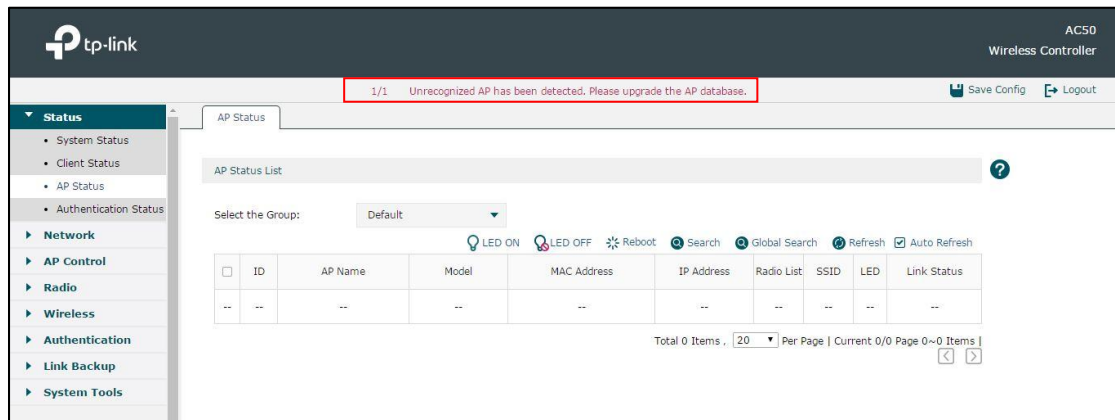 tp-link
AC50
Wireless Controller
1/1 Unrecognized AP has been detected. Please upgrade the AP database.
Save Config Logout
Status
System Status
Client Status
AP Status
Authentication Status
Network
AP Control
Radio
Wireless
Authentication
Link Backup
System Tools
AP Status
AP Status List
?
Select the Group: Default
LED ON LED OFF Reboot Search Global Search Refresh Auto Refresh
ID AP Name Model MAC Address IP Address Radio List SSID LED Link Status
-- -- -- -- -- -- -- -- -- --
Total 0 Items , 20 Per Page | Current 0/0 Page 0~0 Items |
< >